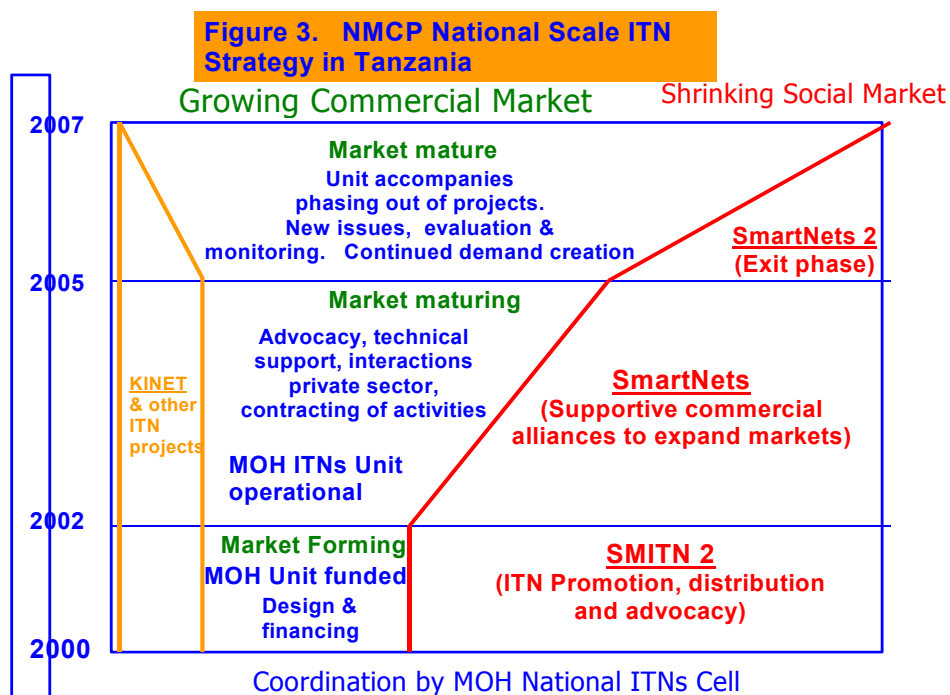 Figure 3. NMCP National Scale ITN
Strategy in Tanzania
Growing Commercial Market
Shrinking Social Market
2007
Market mature
Unit accompanies
phasing out of projects.
New issues, evaluation &
monitoring. Continued demand creation
SmartNets 2
(Exit phase)
2005
Market maturing
Advocacy, technical
support, interactions
private sector,
contracting of activities
KINET
& other
ITN
projects
SmartNets
(Supportive commercial
alliances to expand markets)
MOH ITNs Unit
operational
2002
Market Forming
MOH Unit funded
Design &
financing
SMITN 2
(ITN Promotion, distribution
and advocacy)
2000
Coordination by MOH National ITNs Cell